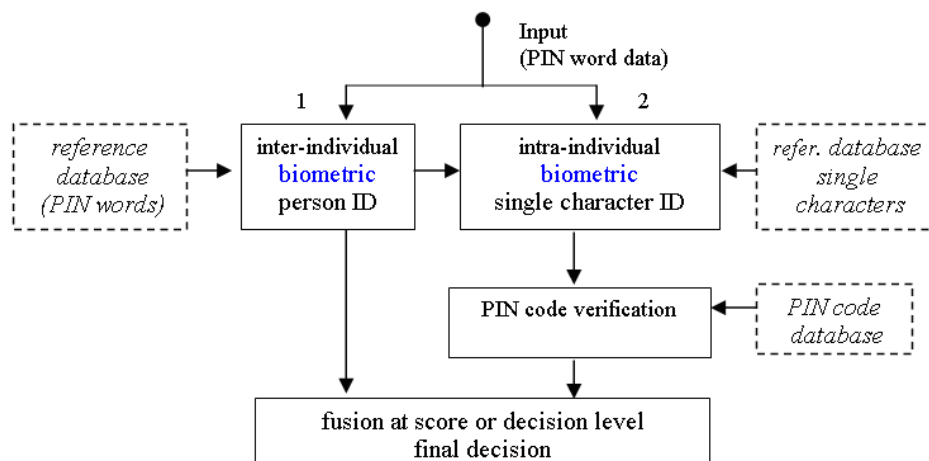 Input
(PIN word data)
1
2
reference
database
(PIN words)
inter-individual
biometric
person ID
intra-individual
biometric
single character ID
refer. database
single
characters
PIN code verification
PIN code
database
fusion at score or decision level
final decision